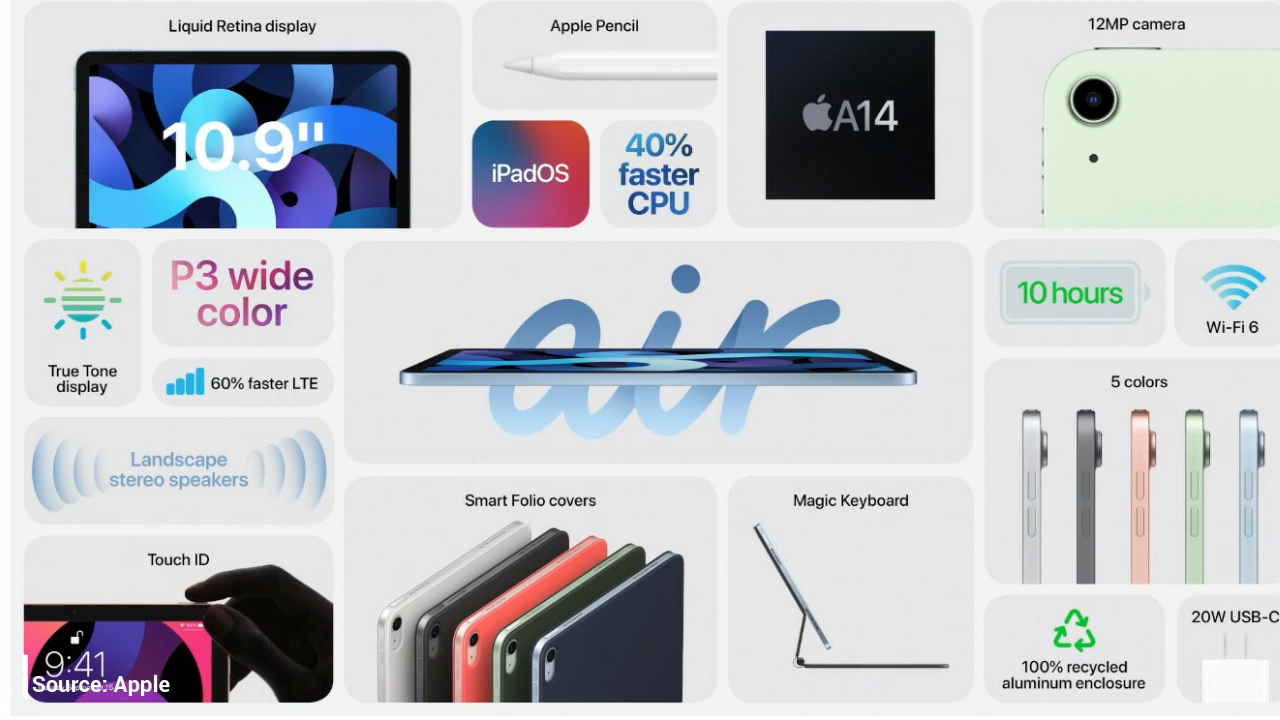 Liquid Retina display
10.9"
Apple Pencil
iPadOS
40%
faster
CPU
A14
12MP camera
True Tone
display
P3 wide
color
60% faster LTE
air
10 hours
Wi-Fi 6
5 colors
Landscape
stereo speakers
Touch ID
9:41
Source: Apple
Smart Folio covers
Magic Keyboard
100% recycled
aluminum enclosure
20W USB-C